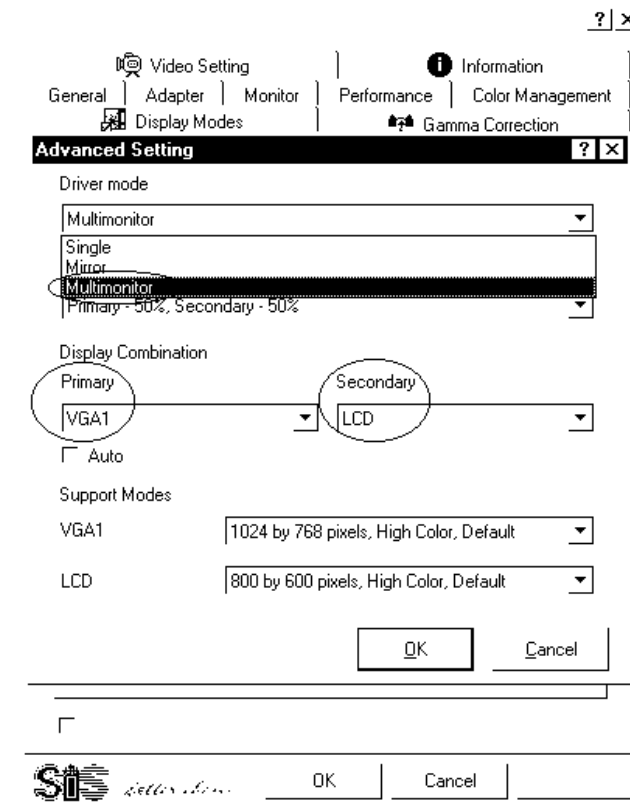 ? X
Video Setting Information
General Adapter Monitor Performance Color Management
Display Modes Gamma Correction
Advanced Setting ? X
Driver mode
Multimonitor
Single
Mirror
Multimonitor
Primary - 50%, Secondary - 50%
Display Combination
Primary Secondary
VGA1 LCD
Auto
Support Modes
VGA1 1024 by 768 pixels, High Color, Default
LCD 800 by 600 pixels, High Color, Default
OK Cancel
SiS OK Cancel